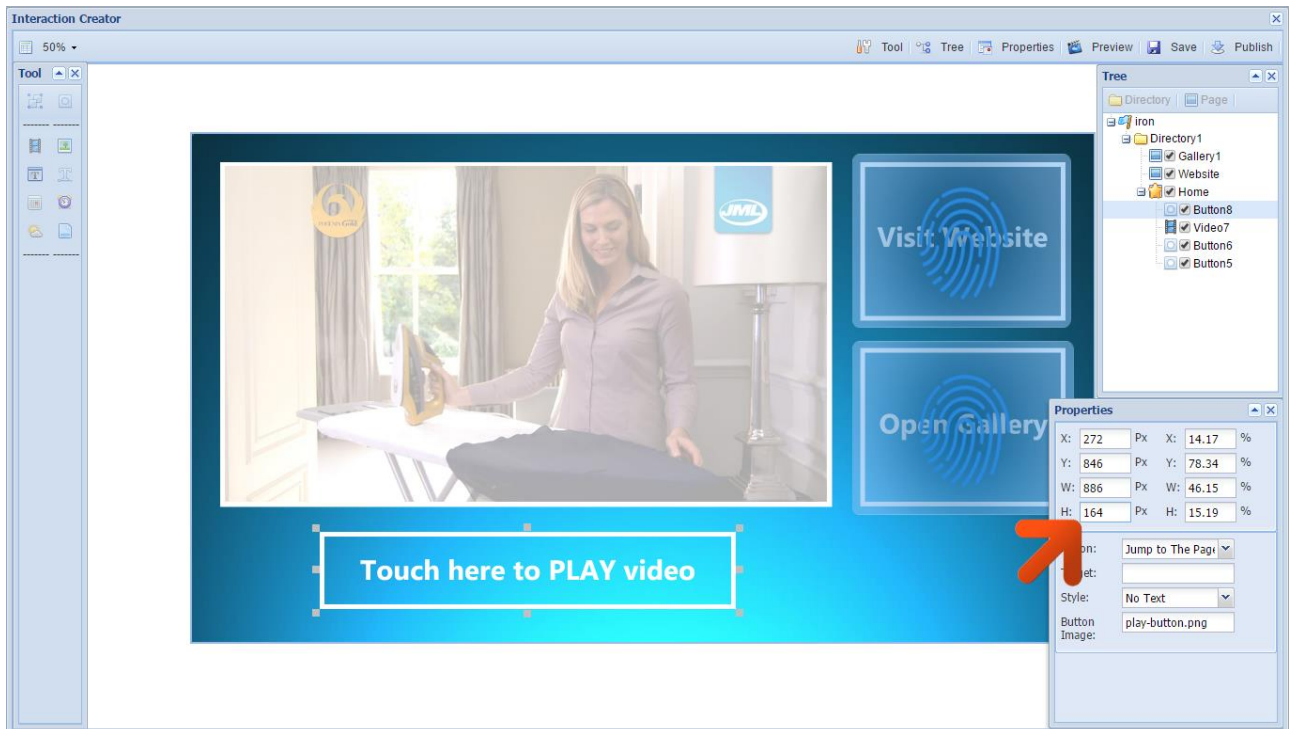 Interaction Creator
50%
Tool Tree Properties Preview Save Publish
Tool
Tree
Directory Page
iron
Directory1
Gallery1
Website
Home
Button8
Video7
Button6
Button5
JML
Visit Website
Open Gallery
Touch here to PLAY video
Properties
X: 272 Px X: 14.17 %
Y: 846 Px Y: 78.34 %
W: 886 Px W: 46.15 %
H: 164 Px H: 15.19 %
Jump to The Page
Style: No Text
Button Image: play-button.png